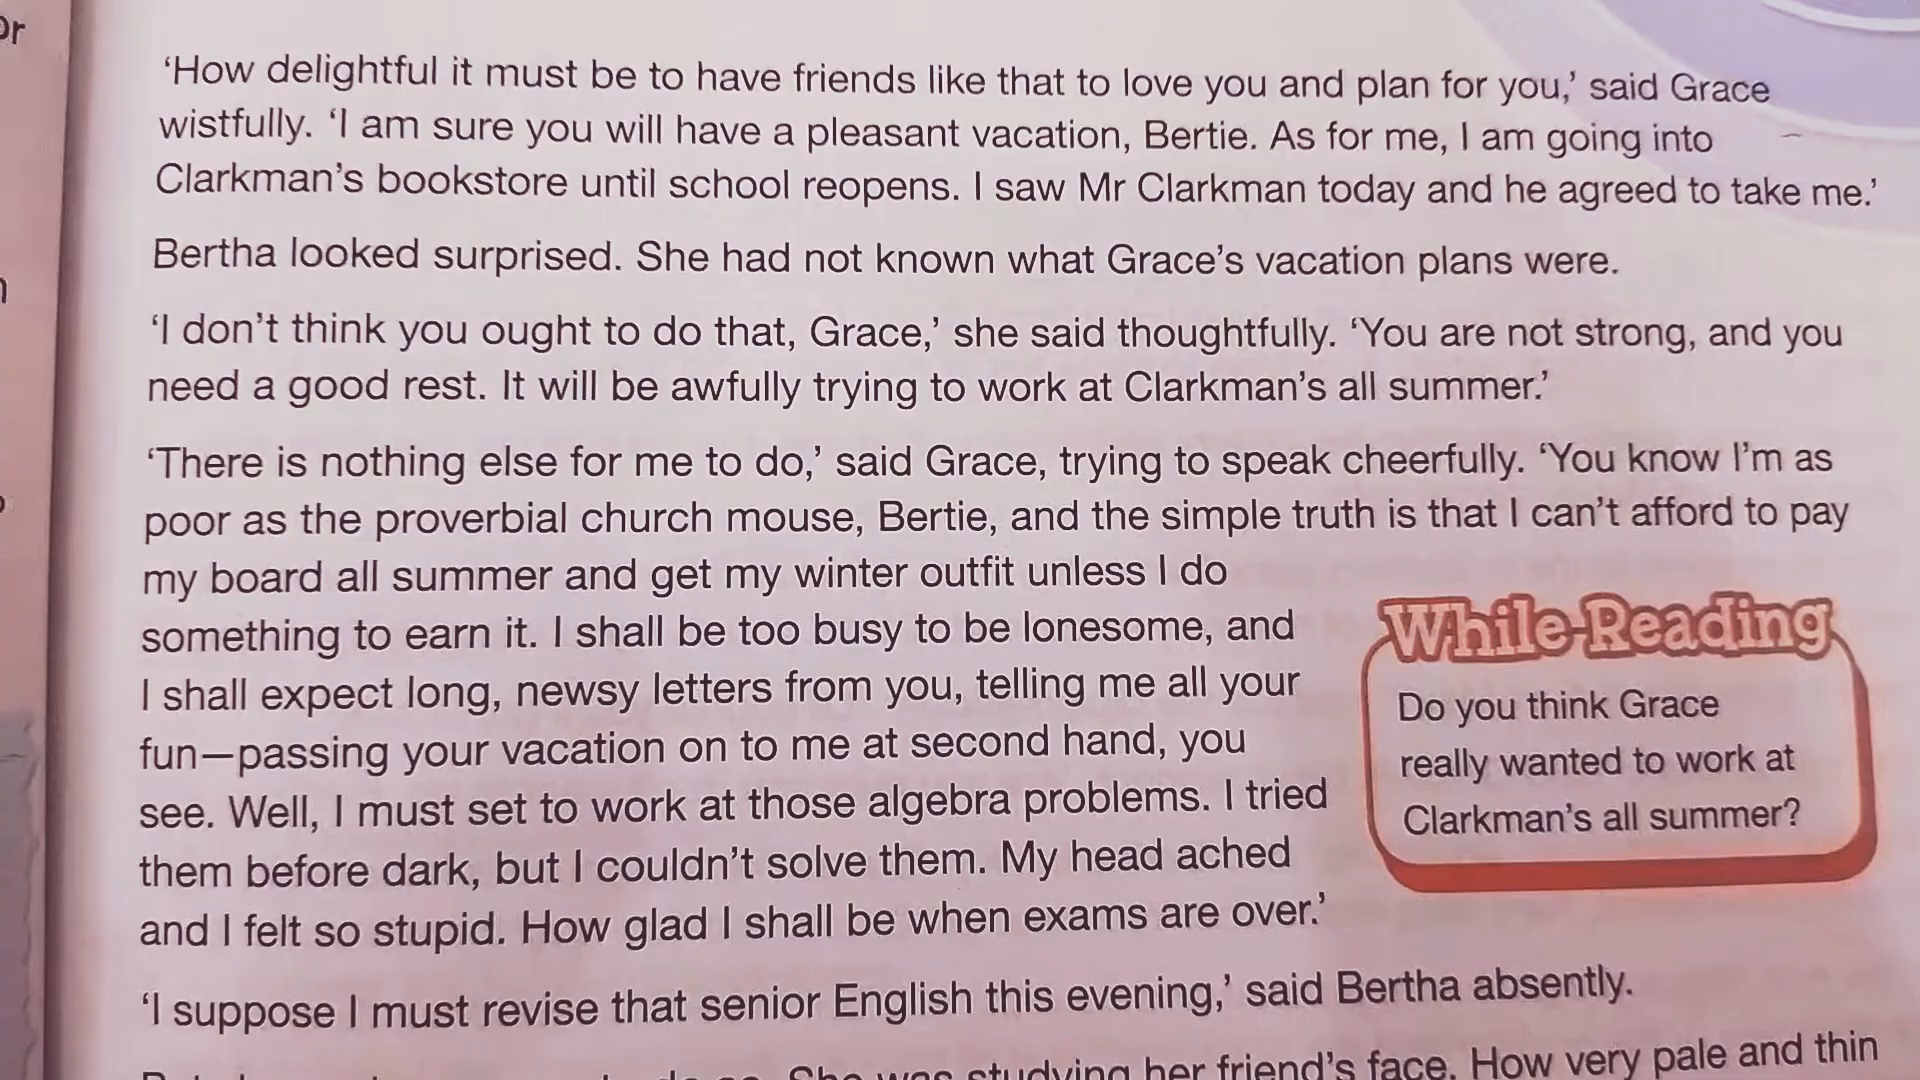 or
‘How delightful it must be to have friends like that to love you and plan for you,’ said Grace
wistfully. ‘I am sure you will have a pleasant vacation, Bertie. As for me, I am going into
Clarkman’s bookstore until school reopens. I saw Mr Clarkman today and he agreed to take me.’
Bertha looked surprised. She had not known what Grace’s vacation plans were.
‘I don’t think you ought to do that, Grace,’ she said thoughtfully. ‘You are not strong, and you
need a good rest. It will be awfully trying to work at Clarkman’s all summer.’
‘There is nothing else for me to do,’ said Grace, trying to speak cheerfully. ‘You know I’m as
poor as the proverbial church mouse, Bertie, and the simple truth is that I can’t afford to pay
my board all summer and get my winter outfit unless I do
something to earn it. I shall be too busy to be lonesome, and
I shall expect long, newsy letters from you, telling me all your
fun—passing your vacation on to me at second hand, you
see. Well, I must set to work at those algebra problems. I tried
them before dark, but I couldn’t solve them. My head ached
and I felt so stupid. How glad I shall be when exams are over.’
While-Reading
Do you think Grace
really wanted to work at
Clarkman’s all summer?
‘I suppose I must revise that senior English this evening,’ said Bertha absently.
She was studying her friend’s face. How very pale and thin